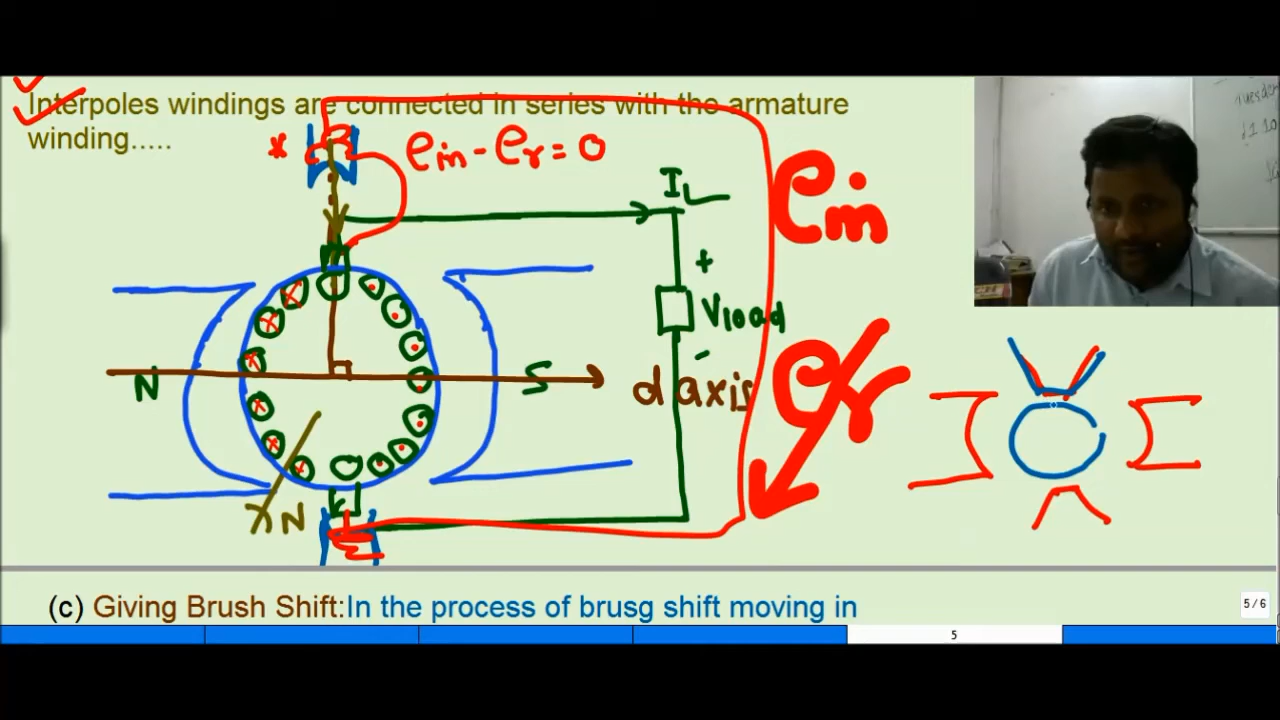 Interpoles windings are connected in series with the armature
winding.....
Tuesday
ein - er = 0
IL
ein
+
Vload
-
er
N
S
d axis
N
(c) Giving Brush Shift:In the process of brusg shift moving in
5/6
5